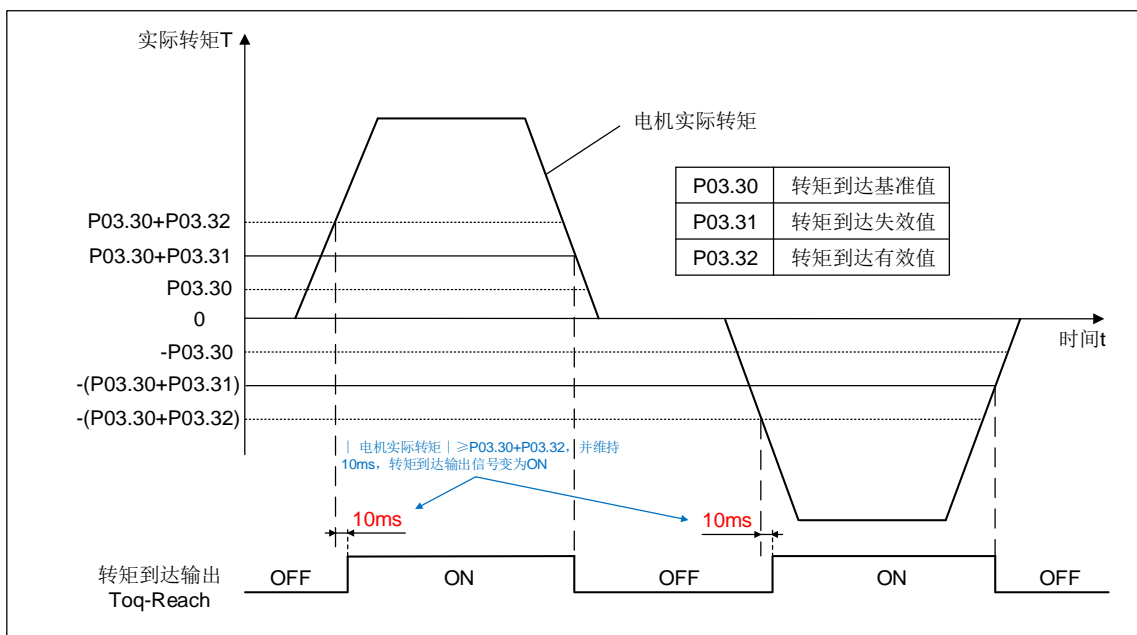 实际转矩T
电机实际转矩
P03.30 转矩到达基准值
P03.31 转矩到达失效值
P03.32 转矩到达有效值
P03.30+P03.32
P03.30+P03.31
P03.30
0
时间t
-P03.30
-(P03.30+P03.31)
-(P03.30+P03.32)
| 电机实际转矩 | ≥P03.30+P03.32, 并维持
10ms，转矩到达输出信号变为ON
10ms
10ms
转矩到达输出
Toq-Reach
OFF ON OFF ON OFF